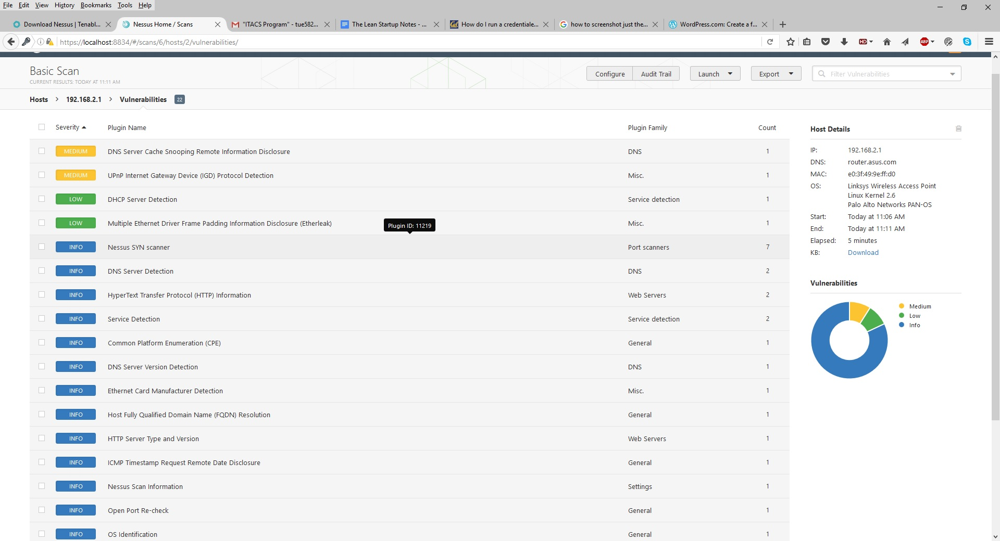 File Edit View History Bookmarks Tools Help
Download Nessus | Tenabl... Nessus Home / Scans "ITACS Program" - tue582... The Lean Startup Notes - ... Cal How do I run a credentiale... how to screenshot just the... WordPress.com: Create a f...
https://localhost:8834/#/scans/6/hosts/2/vulnerabilities/ HD ABP
Basic Scan
CURRENT RESULTS: TODAY AT 11:11 AM
Configure Audit Trail Launch Export Filter Vulnerabilities
Hosts > 192.168.2.1 > Vulnerabilities 22
Severity Plugin Name Plugin Family Count
MEDIUM DNS Server Cache Snooping Remote Information Disclosure DNS 1
MEDIUM UPnP Internet Gateway Device (IGD) Protocol Detection Misc. 1
LOW DHCP Server Detection Service detection 1
LOW Multiple Ethernet Driver Frame Padding Information Disclosure (Etherleak) Misc. 1
Plugin ID: 11219
INFO Nessus SYN scanner Port scanners 7
INFO DNS Server Detection DNS 2
INFO HyperText Transfer Protocol (HTTP) Information Web Servers 2
INFO Service Detection Service detection 2
INFO Common Platform Enumeration (CPE) General 1
INFO DNS Server Version Detection DNS 1
INFO Ethernet Card Manufacturer Detection Misc. 1
INFO Host Fully Qualified Domain Name (FQDN) Resolution General 1
INFO HTTP Server Type and Version Web Servers 1
INFO ICMP Timestamp Request Remote Date Disclosure General 1
INFO Nessus Scan Information Settings 1
INFO Open Port Re-check General 1
INFO OS Identification General 1
Host Details
IP: 192.168.2.1
DNS: router.asus.com
MAC: e0:3f:49:9e:ff:d0
OS: Linksys Wireless Access Point
Linux Kernel 2.6
Palo Alto Networks PAN-OS
Start: Today at 11:06 AM
End: Today at 11:11 AM
Elapsed: 5 minutes
KB: Download
Vulnerabilities
Medium
Low
Info